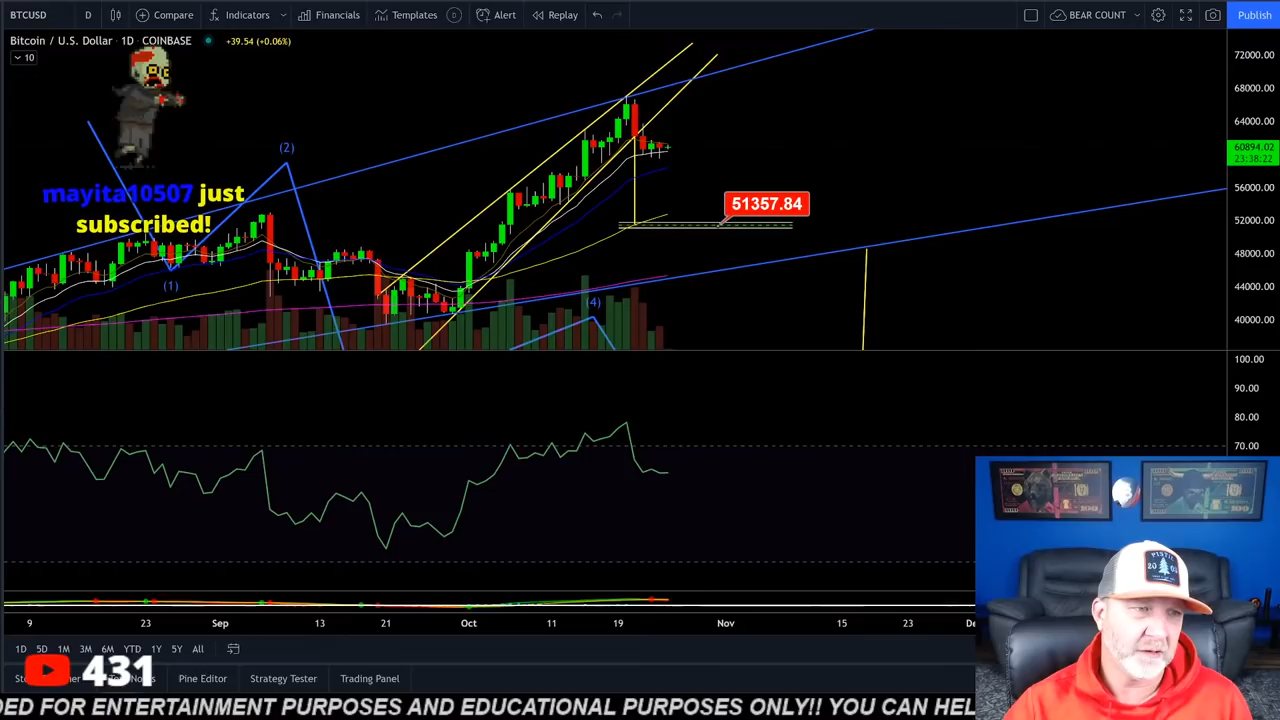 BTCUSD D Compare Indicators Financials Templates Alert Replay BEAR COUNT Publish
Bitcoin / U.S. Dollar · 1D · COINBASE +39.54 (+0.06%)
10
72000.00
68000.00
64000.00
60894.02
23:38:22
56000.00
52000.00
48000.00
44000.00
40000.00
(2)
(1)
(4)
51357.84
mayita10507 just
subscribed!
100.00
90.00
80.00
70.00
PISTIL
9 23 Sep 13 21 Oct 11 19 Nov 15 23
1D 5D 1M 3M 6M YTD 1Y 5Y All
Pine Editor Strategy Tester Trading Panel
431
DED FOR ENTERTAINMENT PURPOSES AND EDUCATIONAL PURPOSES ONLY!! YOU CAN HEL